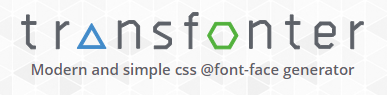 transfonter
Modern and simple css @font-face generator